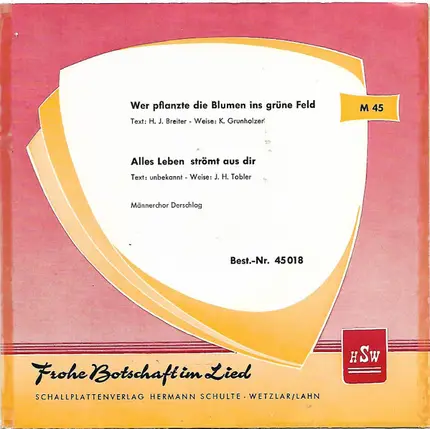 Wer pflanzte die Blumen ins grüne Feld
Text: H. J. Breiter - Weise: K. Grunholzer
M 45
Alles Leben strömt aus dir
Text: unbekannt - Weise: J. H. Tobler
Männerchor Derschlag
Best.-Nr. 45018
HSW
Frohe Botschaft im Lied
SCHALLPLATTENVERLAG HERMANN SCHULTE · WETZLAR/LAHN